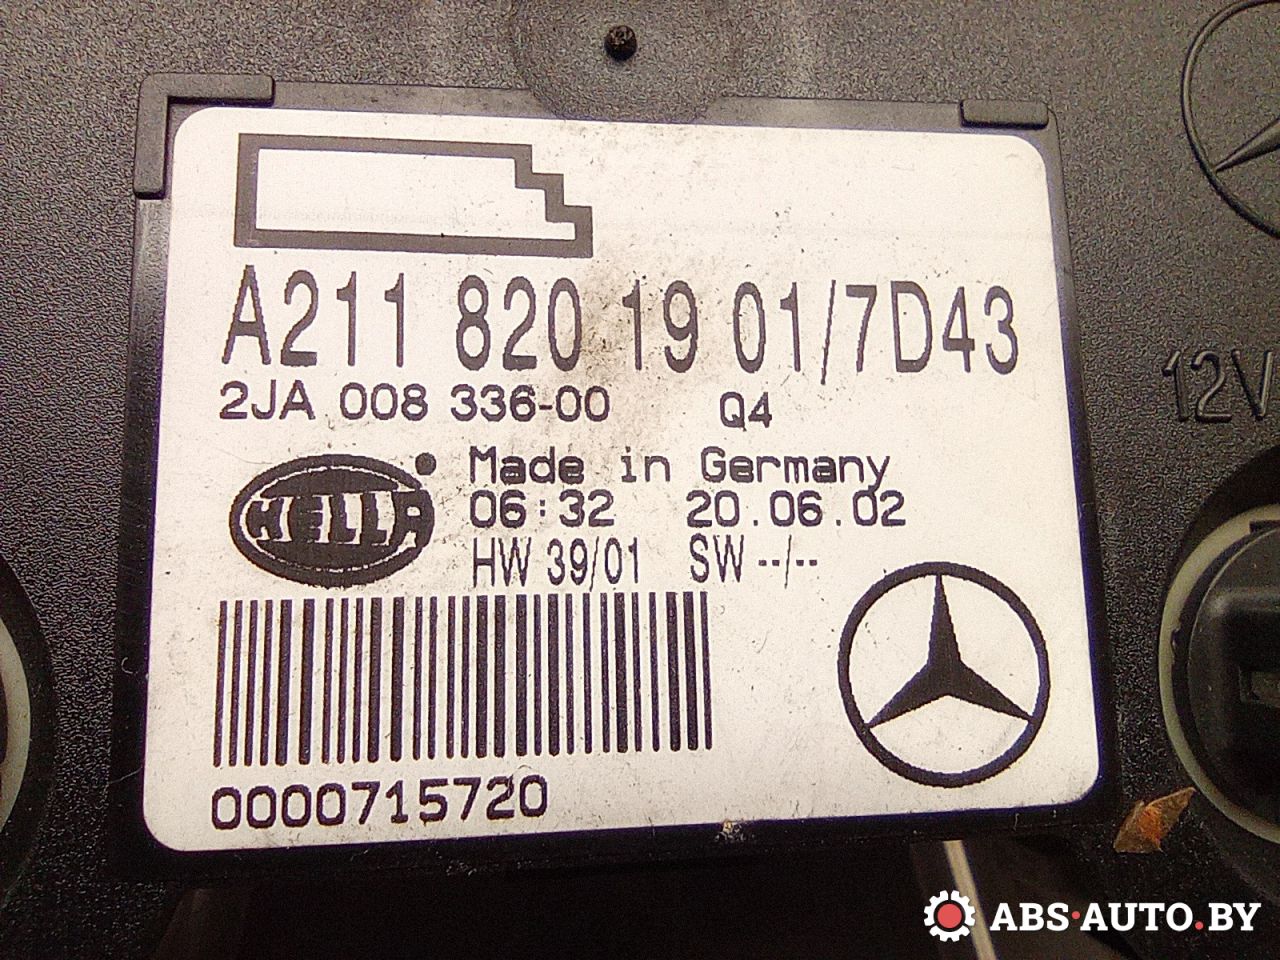 A211 820 19 01/7D43
2JA 008 336-00 Q4
12V
HELLA
Made in Germany
06:32 20.06.02
HW 39/01 SW --/--
0000715720
ABS·AUTO.BY